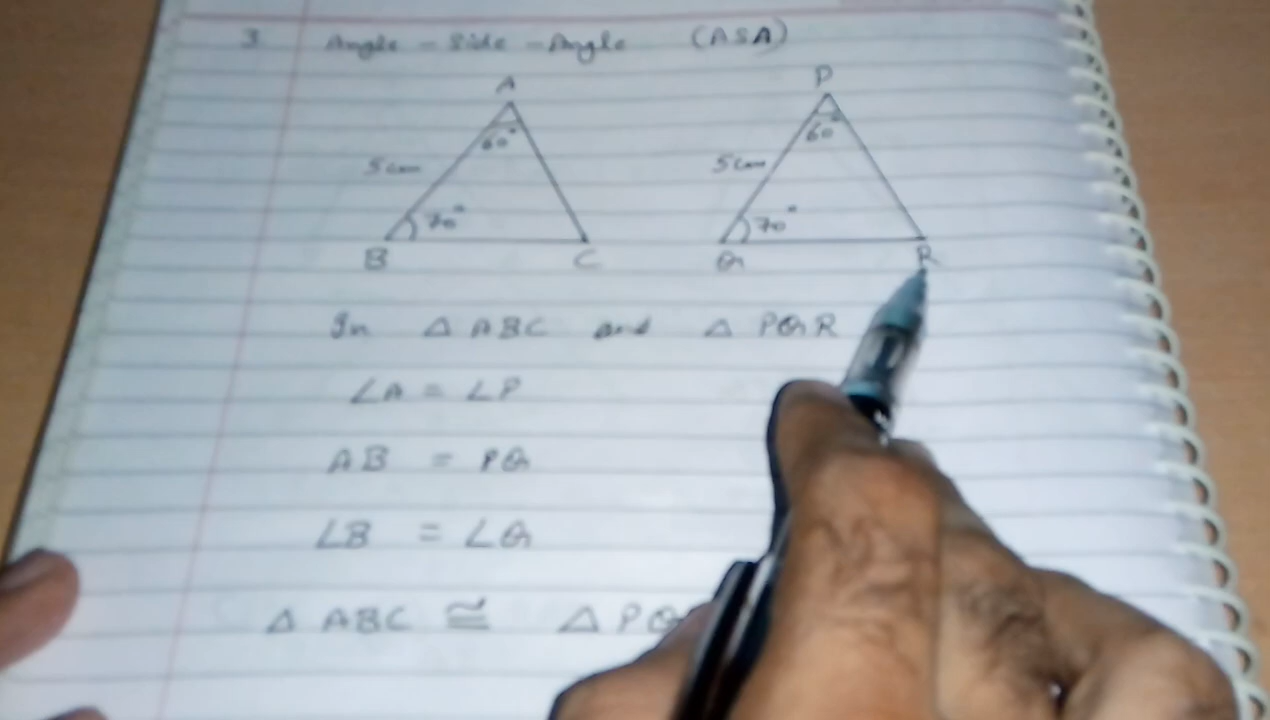 3 Angle - Side - Angle (ASA)
A P
60° 60°
5cm 5cm
70° 70°
B C Q R
In △ ABC and △ PQR
∠A = ∠P
AB = PQ
∠B = ∠Q
△ ABC ≅ △ PQ